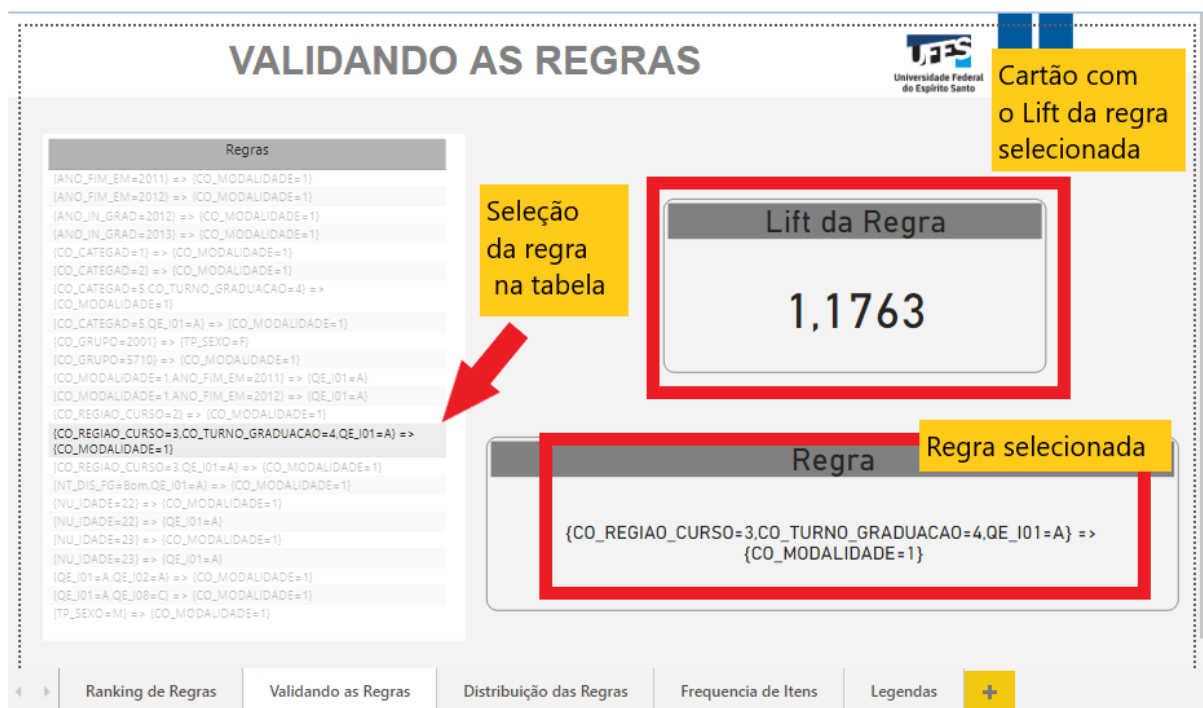 VALIDANDO AS REGRAS
UFES
Universidade Federal
do Espírito Santo
Cartão com
o Lift da regra
selecionada
Regras
{ANO_FIM_EM=2011} => {CO_MODALIDADE=1}
{ANO_FIM_EM=2012} => {CO_MODALIDADE=1}
{ANO_IN_GRAD=2012} => {CO_MODALIDADE=1}
{ANO_IN_GRAD=2013} => {CO_MODALIDADE=1}
{CO_CATEGAD=1} => {CO_MODALIDADE=1}
{CO_CATEGAD=2} => {CO_MODALIDADE=1}
{CO_CATEGAD=5,CO_TURNO_GRADUACAO=4} =>
{CO_MODALIDADE=1}
{CO_CATEGAD=5,QE_I01=A} => {CO_MODALIDADE=1}
{CO_GRUPO=2001} => {TP_SEXO=F}
{CO_GRUPO=5710} => {CO_MODALIDADE=1}
{CO_MODALIDADE=1,ANO_FIM_EM=2011} => {QE_I01=A}
{CO_MODALIDADE=1,ANO_FIM_EM=2012} => {QE_I01=A}
{CO_REGIAO_CURSO=2} => {CO_MODALIDADE=1}
{CO_REGIAO_CURSO=3,CO_TURNO_GRADUACAO=4,QE_I01=A} =>
{CO_MODALIDADE=1}
{CO_REGIAO_CURSO=3,QE_I01=A} => {CO_MODALIDADE=1}
{NT_DIS_FG=Bom,QE_I01=A} => {CO_MODALIDADE=1}
{NU_IDADE=22} => {CO_MODALIDADE=1}
{NU_IDADE=22} => {QE_I01=A}
{NU_IDADE=23} => {CO_MODALIDADE=1}
{NU_IDADE=23} => {QE_I01=A}
{QE_I01=A,QE_I02=A} => {CO_MODALIDADE=1}
{QE_I01=A,QE_I08=C} => {CO_MODALIDADE=1}
{TP_SEXO=M} => {CO_MODALIDADE=1}
Seleção
da regra
na tabela
Lift da Regra
1,1763
Regra
Regra selecionada
{CO_REGIAO_CURSO=3,CO_TURNO_GRADUACAO=4,QE_I01=A} =>
{CO_MODALIDADE=1}
Ranking de Regras
Validando as Regras
Distribuição das Regras
Frequencia de Itens
Legendas
+